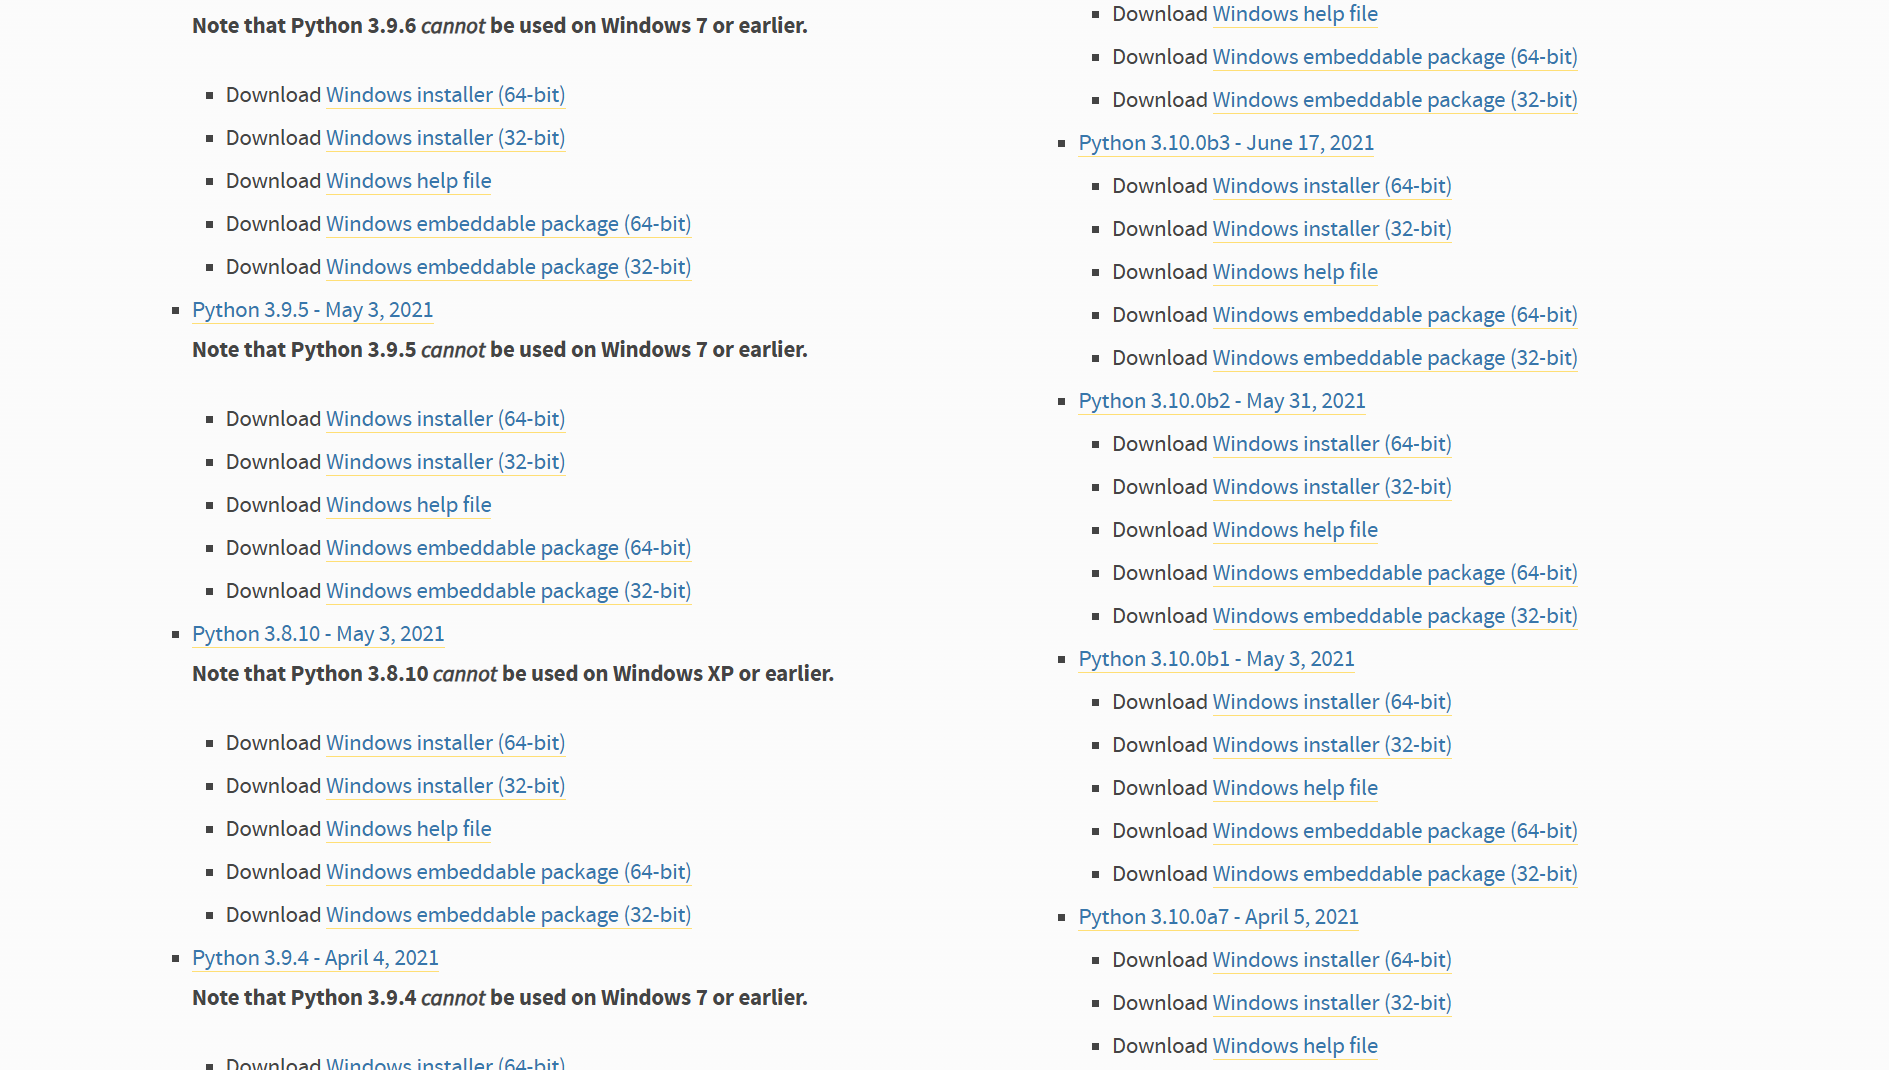 Note that Python 3.9.6 cannot be used on Windows 7 or earlier.
Download Windows installer (64-bit)
Download Windows installer (32-bit)
Download Windows help file
Download Windows embeddable package (64-bit)
Download Windows embeddable package (32-bit)
Python 3.9.5 - May 3, 2021
Note that Python 3.9.5 cannot be used on Windows 7 or earlier.
Download Windows installer (64-bit)
Download Windows installer (32-bit)
Download Windows help file
Download Windows embeddable package (64-bit)
Download Windows embeddable package (32-bit)
Python 3.8.10 - May 3, 2021
Note that Python 3.8.10 cannot be used on Windows XP or earlier.
Download Windows installer (64-bit)
Download Windows installer (32-bit)
Download Windows help file
Download Windows embeddable package (64-bit)
Download Windows embeddable package (32-bit)
Python 3.9.4 - April 4, 2021
Note that Python 3.9.4 cannot be used on Windows 7 or earlier.
Download Windows installer (64-bit)
Download Windows help file
Download Windows embeddable package (64-bit)
Download Windows embeddable package (32-bit)
Python 3.10.0b3 - June 17, 2021
Download Windows installer (64-bit)
Download Windows installer (32-bit)
Download Windows help file
Download Windows embeddable package (64-bit)
Download Windows embeddable package (32-bit)
Python 3.10.0b2 - May 31, 2021
Download Windows installer (64-bit)
Download Windows installer (32-bit)
Download Windows help file
Download Windows embeddable package (64-bit)
Download Windows embeddable package (32-bit)
Python 3.10.0b1 - May 3, 2021
Download Windows installer (64-bit)
Download Windows installer (32-bit)
Download Windows help file
Download Windows embeddable package (64-bit)
Download Windows embeddable package (32-bit)
Python 3.10.0a7 - April 5, 2021
Download Windows installer (64-bit)
Download Windows installer (32-bit)
Download Windows help file